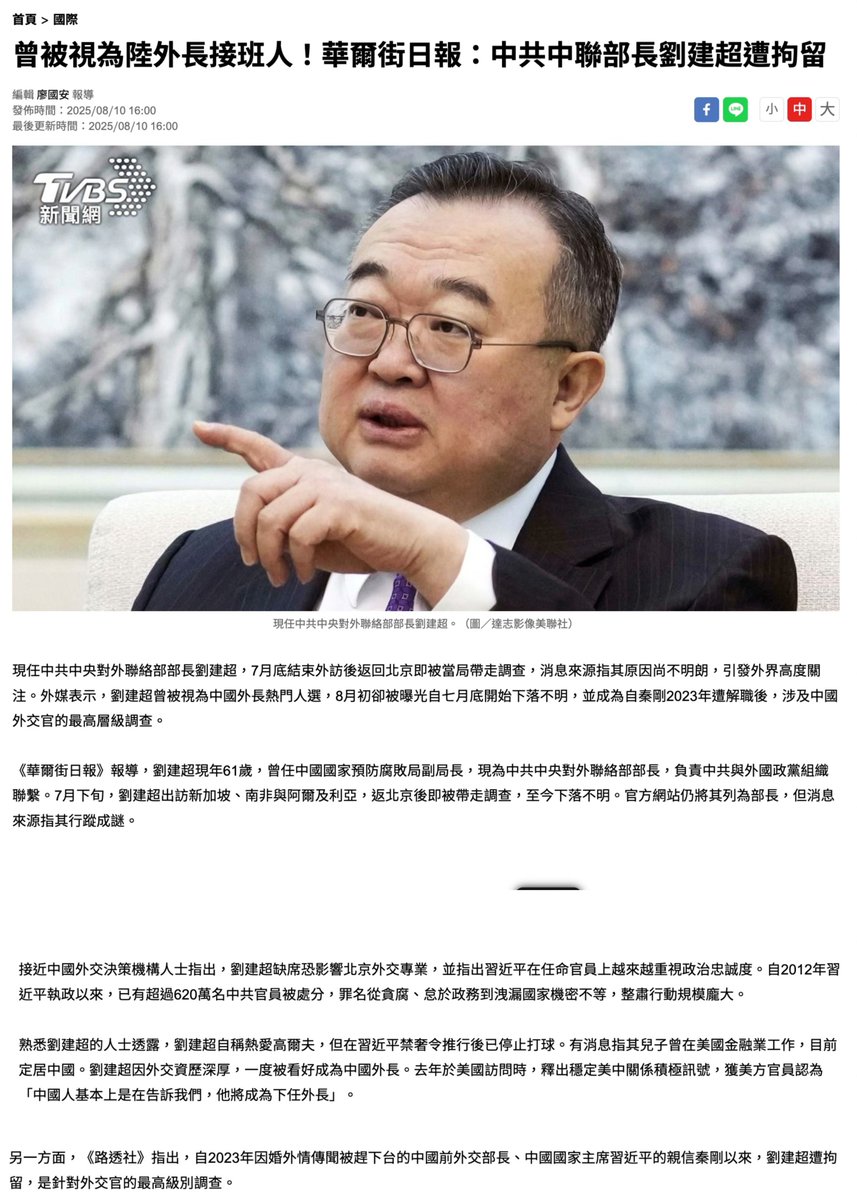 首頁 > 國際
曾被視為陸外長接班人！華爾街日報：中共中聯部長劉建超遭拘留
編輯 廖國安 報導
發佈時間：2025/08/10 16:00
最後更新時間：2025/08/10 16:00
f
LINE
小
中
大
TVBS
新聞網
現任中共中央對外聯絡部部長劉建超。（圖／達志影像美聯社）
現任中共中央對外聯絡部部長劉建超，7月底結束外訪後返回北京即被當局帶走調查，消息來源指其原因尚不明朗，引發外界高度關
注。外媒表示，劉建超曾被視為中國外長熱門人選，8月初卻被曝光自七月底開始下落不明，並成為自秦剛2023年遭解職後，涉及中國
外交官的最高層級調查。
《華爾街日報》報導，劉建超現年61歲，曾任中國國家預防腐敗局副局長，現為中共中央對外聯絡部部長，負責中共與外國政黨組織
聯繫。7月下旬，劉建超出訪新加坡、南非與阿爾及利亞，返北京後即被帶走調查，至今下落不明。官方網站仍將其列為部長，但消息
來源指其行蹤成謎。
接近中國外交決策機構人士指出，劉建超缺席恐影響北京外交專業，並指出習近平在任命官員上越來越重視政治忠誠度。自2012年習
近平執政以來，已有超過620萬名中共官員被處分，罪名從貪腐、怠於政務到洩漏國家機密不等，整肅行動規模龐大。
熟悉劉建超的人士透露，劉建超自稱熱愛高爾夫，但在習近平禁奢令推行後已停止打球。有消息指其兒子曾在美國金融業工作，目前
定居中國。劉建超因外交資歷深厚，一度被看好成為中國外長。去年於美國訪問時，釋出穩定美中關係積極訊號，獲美方官員認為
「中國人基本上是在告訴我們，他將成為下任外長」。
另一方面，《路透社》指出，自2023年因婚外情傳聞被趕下台的中國前外交部長、中國國家主席習近平的親信秦剛以來，劉建超遭拘
留，是針對外交官的最高級別調查。